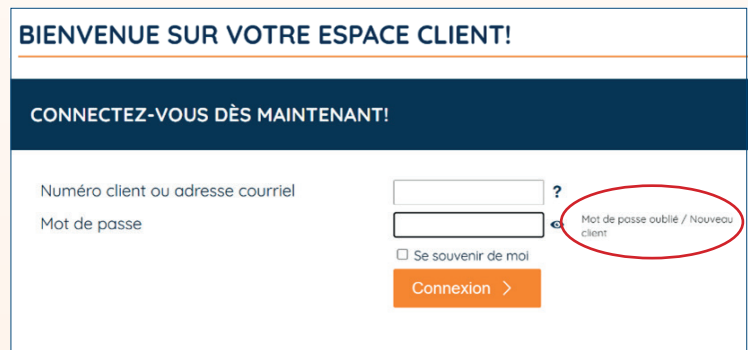 BIENVENUE SUR VOTRE ESPACE CLIENT!
CONNECTEZ-VOUS DÈS MAINTENANT!
Numéro client ou adresse courriel ?
Mot de passe Mot de passe oublié / Nouveau
client
Se souvenir de moi
Connexion >